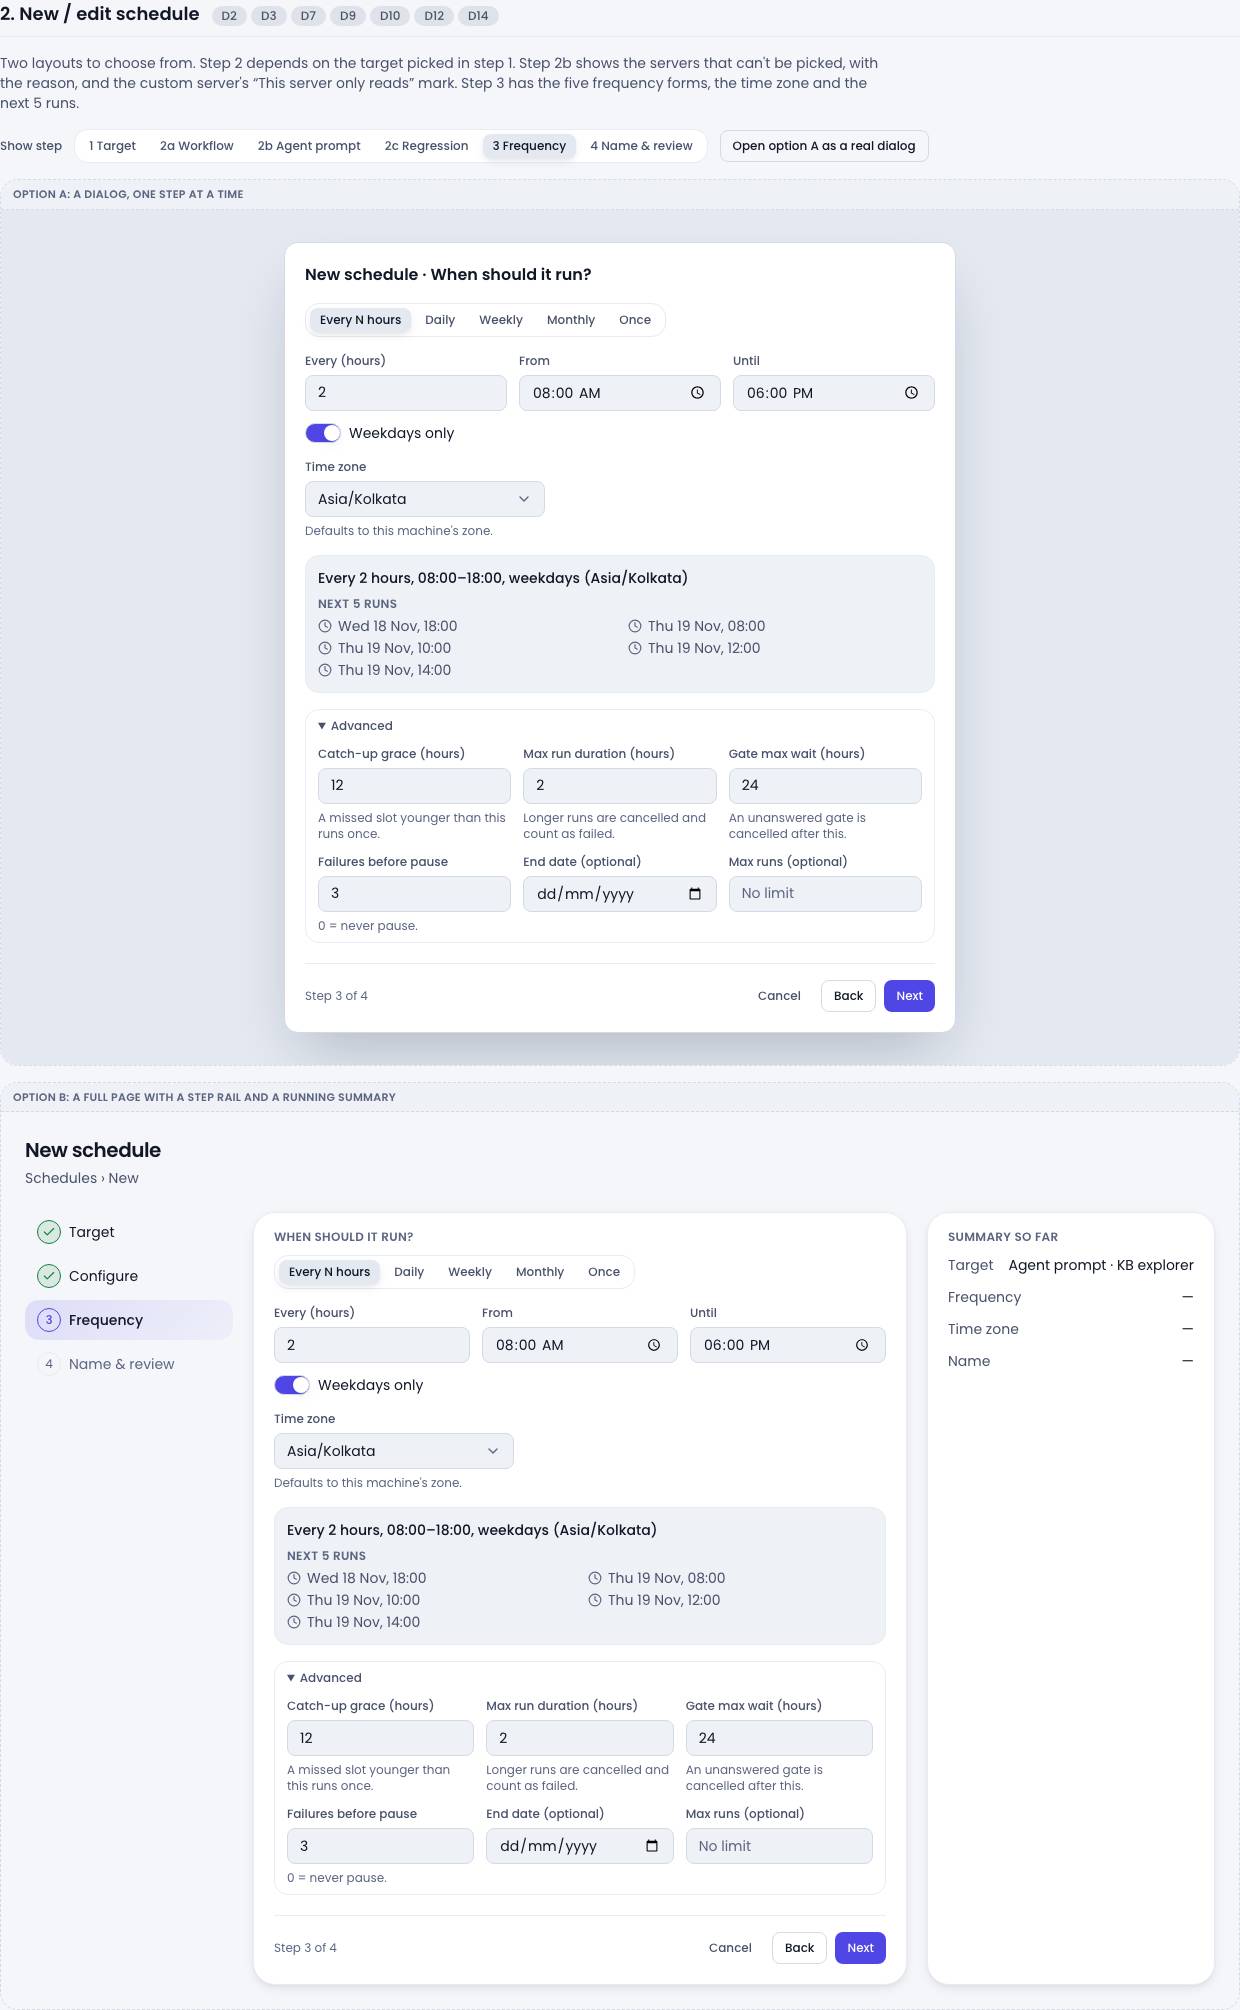 2. New / edit schedule D2 D3 D7 D9 D10 D12 D14
Two layouts to choose from. Step 2 depends on the target picked in step 1. Step 2b shows the servers that can't be picked, with
the reason, and the custom server's “This server only reads” mark. Step 3 has the five frequency forms, the time zone and the
next 5 runs.
Show step 1 Target 2a Workflow 2b Agent prompt 2c Regression 3 Frequency 4 Name & review Open option A as a real dialog
OPTION A: A DIALOG, ONE STEP AT A TIME
New schedule · When should it run?
Every N hours Daily Weekly Monthly Once
Every (hours) From Until
2 08:00 AM 06:00 PM
Weekdays only
Time zone
Asia/Kolkata
Defaults to this machine's zone.
Every 2 hours, 08:00–18:00, weekdays (Asia/Kolkata)
NEXT 5 RUNS
Wed 18 Nov, 18:00 Thu 19 Nov, 08:00
Thu 19 Nov, 10:00 Thu 19 Nov, 12:00
Thu 19 Nov, 14:00
▼ Advanced
Catch-up grace (hours) Max run duration (hours) Gate max wait (hours)
12 2 24
A missed slot younger than this Longer runs are cancelled and An unanswered gate is
runs once. count as failed. cancelled after this.
Failures before pause End date (optional) Max runs (optional)
3 dd/mm/yyyy No limit
0 = never pause.
Step 3 of 4 Cancel Back Next
OPTION B: A FULL PAGE WITH A STEP RAIL AND A RUNNING SUMMARY
New schedule
Schedules › New
Target
Configure
3 Frequency
4 Name & review
WHEN SHOULD IT RUN?
Every N hours Daily Weekly Monthly Once
Every (hours) From Until
2 08:00 AM 06:00 PM
Weekdays only
Time zone
Asia/Kolkata
Defaults to this machine's zone.
Every 2 hours, 08:00–18:00, weekdays (Asia/Kolkata)
NEXT 5 RUNS
Wed 18 Nov, 18:00 Thu 19 Nov, 08:00
Thu 19 Nov, 10:00 Thu 19 Nov, 12:00
Thu 19 Nov, 14:00
▼ Advanced
Catch-up grace (hours) Max run duration (hours) Gate max wait (hours)
12 2 24
A missed slot younger than Longer runs are cancelled and An unanswered gate is
this runs once. count as failed. cancelled after this.
Failures before pause End date (optional) Max runs (optional)
3 dd/mm/yyyy No limit
0 = never pause.
Step 3 of 4 Cancel Back Next
SUMMARY SO FAR
Target Agent prompt · KB explorer
Frequency —
Time zone —
Name —